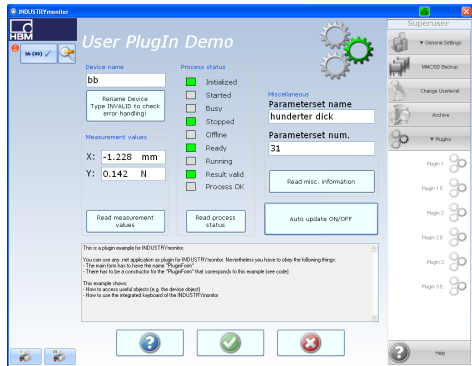 INDUSTRYmonitor
HBM
bb (90)
User PlugIn Demo
Device name
bb
Rename Device
Type INVALID to check
error handling!
Measurement values
X: -1.228 mm
Y: 0.142 N
Read measurement
values
Process status
Initialized
Started
Busy
Stopped
Offline
Ready
Running
Result valid
Process OK
Read process
status
Miscellaneous
Parameterset name
hunderter dick
Parameterset num.
31
Read misc. information
Auto update ON/OFF
This is a plugin example for INDUSTRYmonitor.
You can use any .net application as plugin for INDUSTRYmonitor. Nevertheless you have to obey the following things:
- The main form has to have the name "PluginForm"
- There has to be a constructor for the "PluginForm" that corresponds to this example (see code)
This example shows:
- How to access useful objects (e.g. the device object)
- How to use the integrated keyboard of the INDUSTRYmonitor
Superuser
▼ General Settings
MMC/SD Backup
Change Userlevel
Archive
▼ Plugins
Plugin 1
Plugin 1 E
Plugin 2
Plugin 2 E
Plugin 3
Plugin 3 E
Help